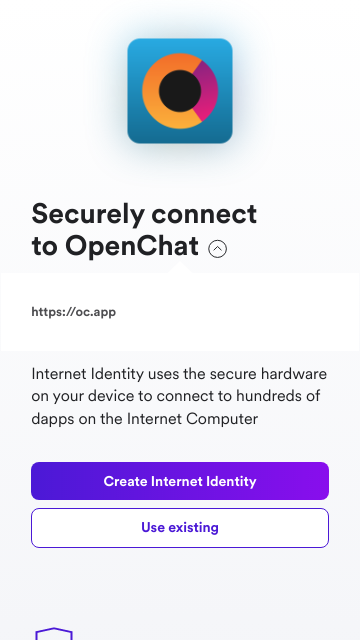 Securely connect
to OpenChat
https://oc.app
Internet Identity uses the secure hardware
on your device to connect to hundreds of
dapps on the Internet Computer
Create Internet Identity
Use existing